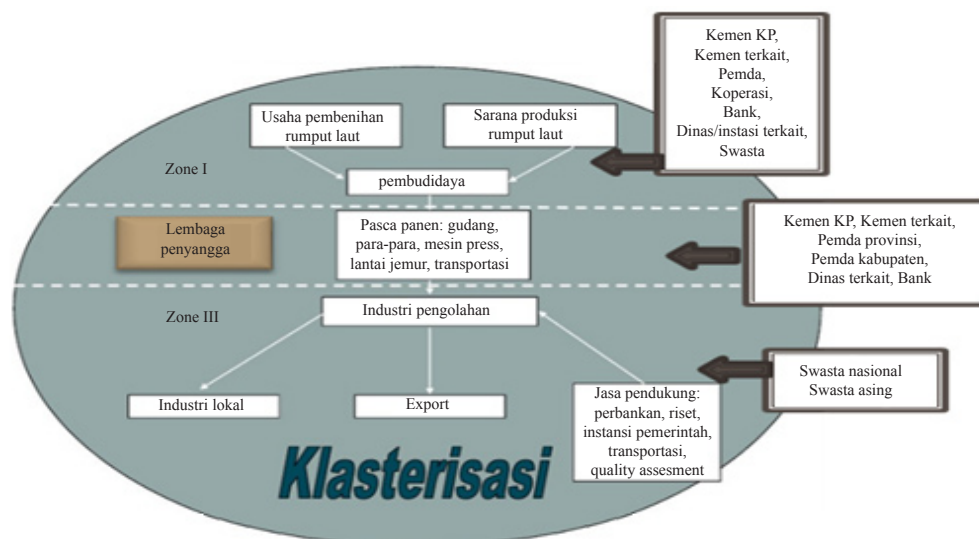 Kemen KP,
Kemen terkait,
Pemda,
Koperasi,
Bank,
Dinas/instasi terkait,
Swasta
Usaha pembenihan
rumput laut
Sarana produksi
rumput laut
Zone I
pembudidaya
Lembaga
penyangga
Pasca panen: gudang,
para-para, mesin press,
lantai jemur, transportasi
Kemen KP, Kemen terkait,
Pemda provinsi,
Pemda kabupaten,
Dinas terkait, Bank
Zone III
Industri pengolahan
Swasta nasional
Swasta asing
Industri lokal
Export
Jasa pendukung:
perbankan, riset,
instansi pemerintah,
transportasi,
quality assesment
Klasterisasi